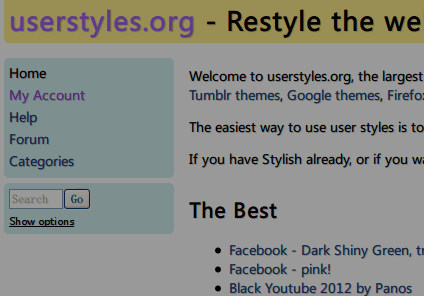 userstyles.org - Restyle the we
Home
My Account
Help
Forum
Categories
Search Go
Show options
Welcome to userstyles.org, the largest
Tumblr themes, Google themes, Firefox
The easiest way to use user styles is to
If you have Stylish already, or if you wa
The Best
Facebook - Dark Shiny Green, tr
Facebook - pink!
Black Youtube 2012 by Panos